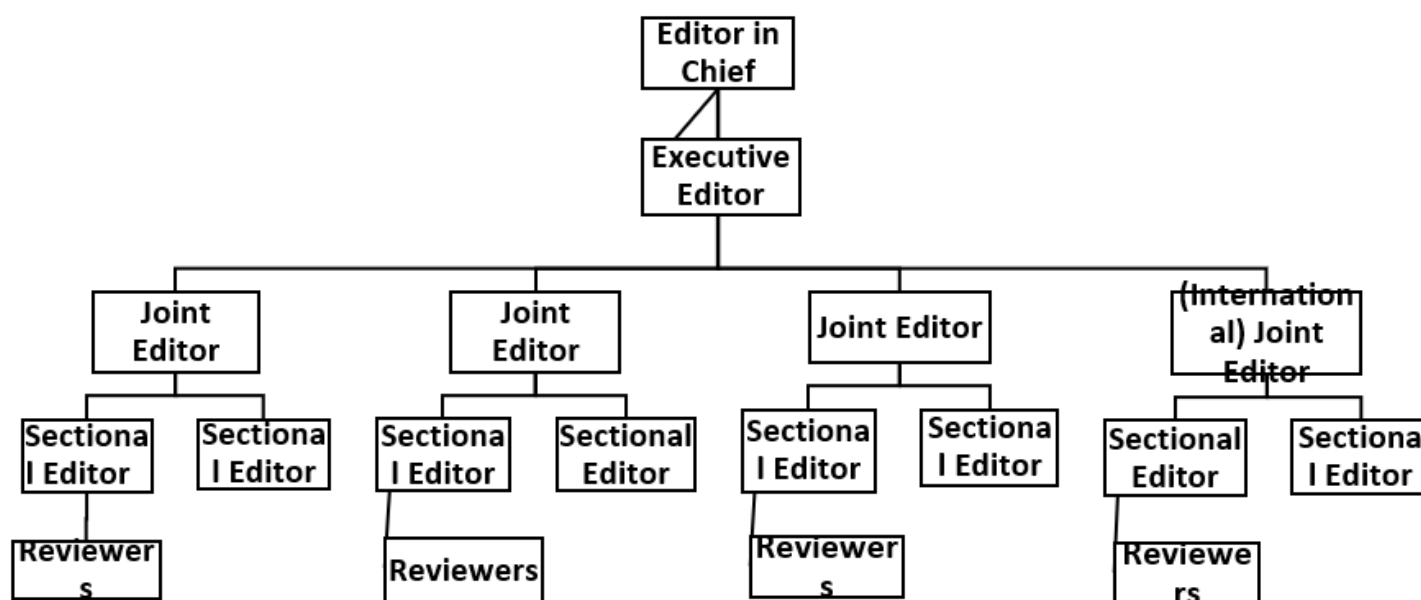 Editor in
Chief
Executive
Editor
Joint
Editor
Joint
Editor
Joint Editor
(Internation
al) Joint
Editor
Sectiona
l Editor
Sectiona
l Editor
Sectiona
l Editor
Sectional
Editor
Sectiona
l Editor
Sectiona
l Editor
Sectional
Editor
Sectiona
l Editor
Reviewer
s
Reviewers
Reviewer
s
Reviewe
rs